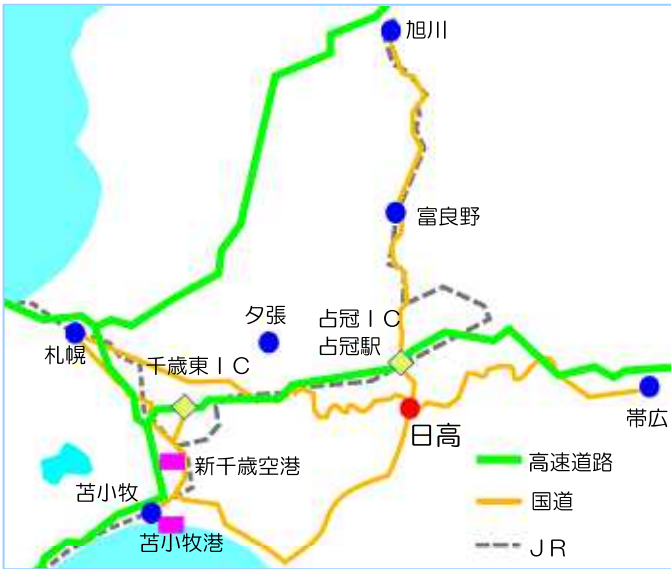 旭川
富良野
夕張
占冠IC
占冠駅
札幌
千歳東IC
帯広
日高
高速道路
新千歳空港
苫小牧
国道
苫小牧港
JR